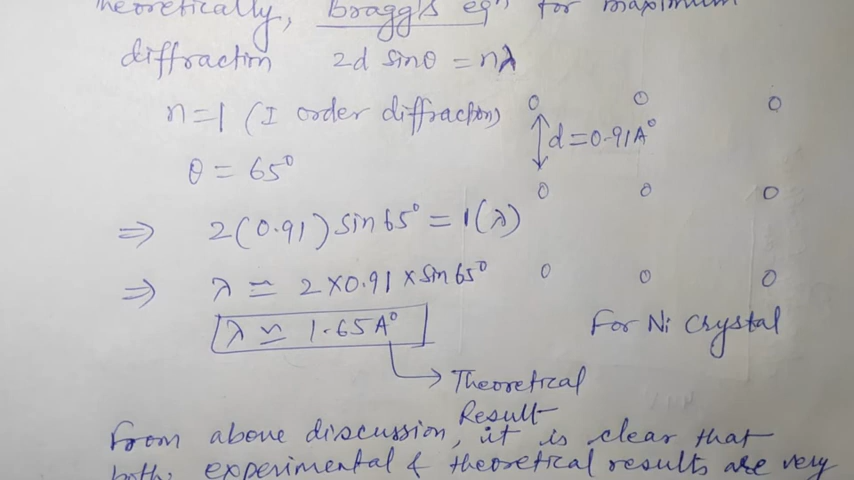 Theoretically, Bragg's eqn for maximum
diffraction 2d sinθ = nλ
n=1 (I order diffraction)
d=0.91A°
θ = 65°
⇒ 2(0.91) sin65° = 1(λ)
⇒ λ ≃ 2×0.91×sin65°
λ ≃ 1.65A°
For Ni Crystal
Theoretical
Result
From above discussion, it is clear that
both, experimental & theoretical results are very